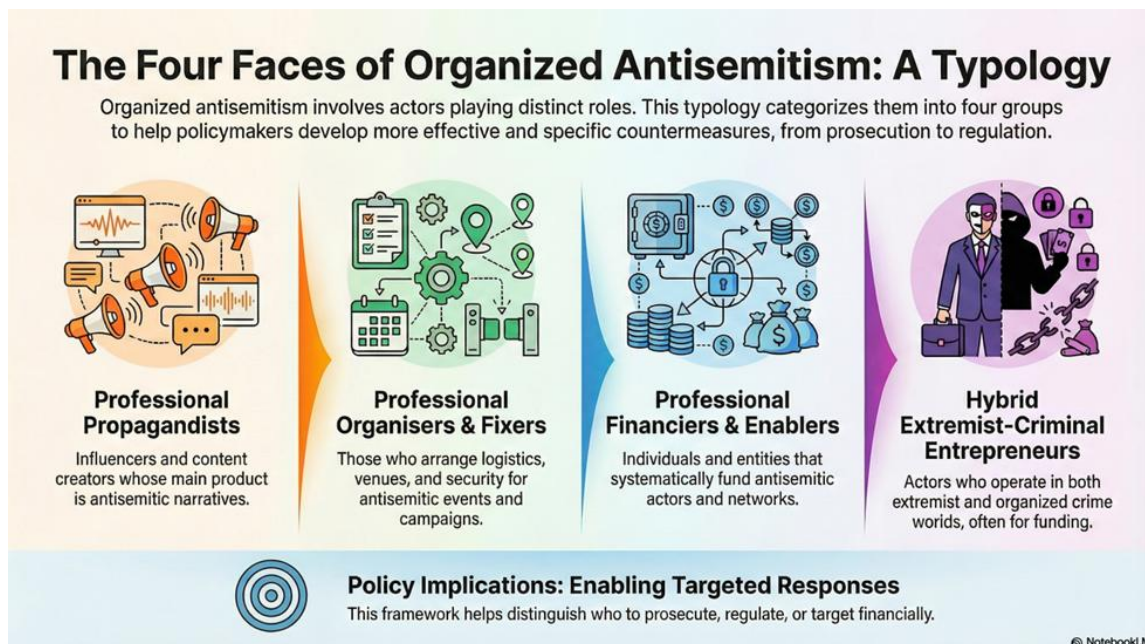 The Four Faces of Organized Antisemitism: A Typology
Organized antisemitism involves actors playing distinct roles. This typology categorizes them into four groups
to help policymakers develop more effective and specific countermeasures, from prosecution to regulation.
Professional
Propagandists
Influencers and content
creators whose main product
is antisemitic narratives.
Professional
Organisers & Fixers
Those who arrange logistics,
venues, and security for
antisemitic events and
campaigns.
Professional
Financiers & Enablers
Individuals and entities that
systematically fund antisemitic
actors and networks.
Hybrid
Extremist-Criminal
Entrepreneurs
Actors who operate in both
extremist and organized crime
worlds, often for funding.
Policy Implications: Enabling Targeted Responses
This framework helps distinguish who to prosecute, regulate, or target financially.